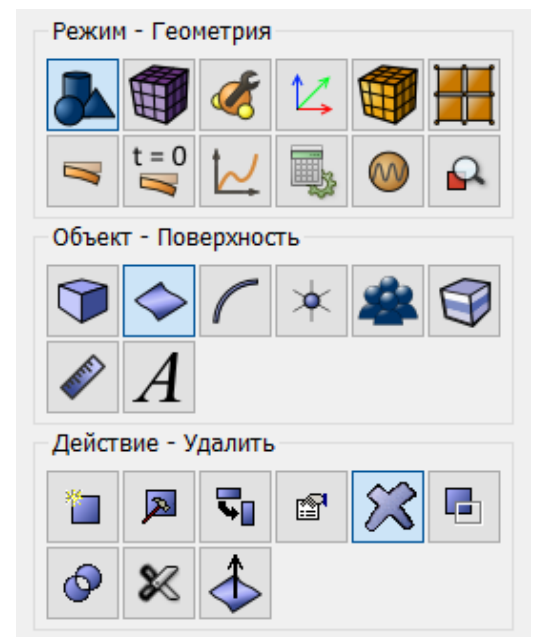 Режим - Геометрия
t = 0
Объект - Поверхность
A
Действие - Удалить